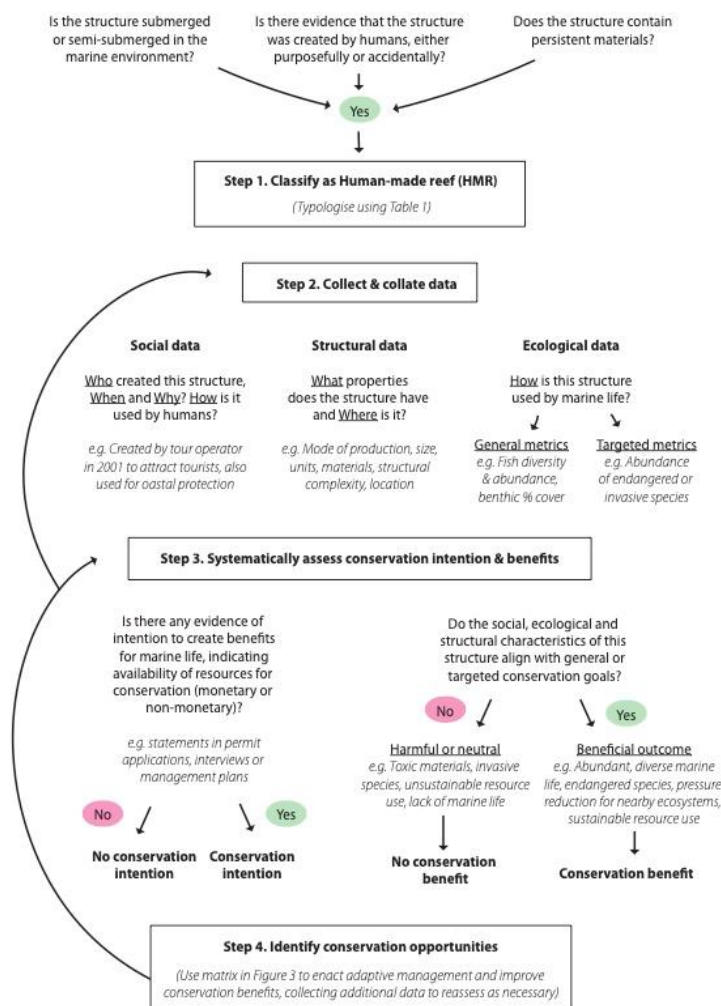 Is the structure submerged
or semi-submerged in the
marine environment?
Is there evidence that the structure
was created by humans, either
purposefully or accidentally?
Does the structure contain
persistent materials?
Yes
Step 1. Classify as Human-made reef (HMR)
(Typologise using Table 1)
Step 2. Collect & collate data
Social data
Who created this structure,
When and Why? How is it
used by humans?
e.g. Created by tour operator
in 2001 to attract tourists, also
used for oastal protection
Structural data
What properties
does the structure have
and Where is it?
e.g. Mode of production, size,
units, materials, structural
complexity, location
Ecological data
How is this structure
used by marine life?
General metrics
e.g. Fish diversity
& abundance,
benthic % cover
Targeted metrics
e.g. Abundance
of endangered or
invasive species
Step 3. Systematically assess conservation intention & benefits
Is there any evidence of
intention to create benefits
for marine life, indicating
availability of resources for
conservation (monetary or
non-monetary)?
e.g. statements in permit
applications, interviews or
management plans
No
Yes
No conservation
intention
Conservation
intention
Do the social, ecological and
structural characteristics of this
structure align with general or
targeted conservation goals?
No
Yes
Harmful or neutral
e.g. Toxic materials, invasive
species, unsustainable resource
use, lack of marine life
No conservation
benefit
Beneficial outcome
e.g. Abundant, diverse marine
life, endangered species, pressure
reduction for nearby ecosystems,
sustainable resource use
Conservation benefit
Step 4. Identify conservation opportunities
(Use matrix in Figure 3 to enact adaptive management and improve
conservation benefits, collecting additional data to reassess as necessary)